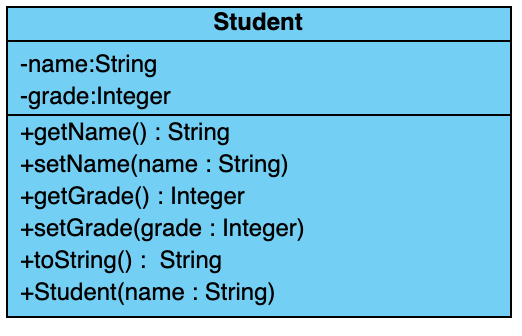 Student
-name:String
-grade:Integer
+getName() : String
+setName(name : String)
+getGrade() : Integer
+setGrade(grade : Integer)
+toString() :  String
+Student(name : String)